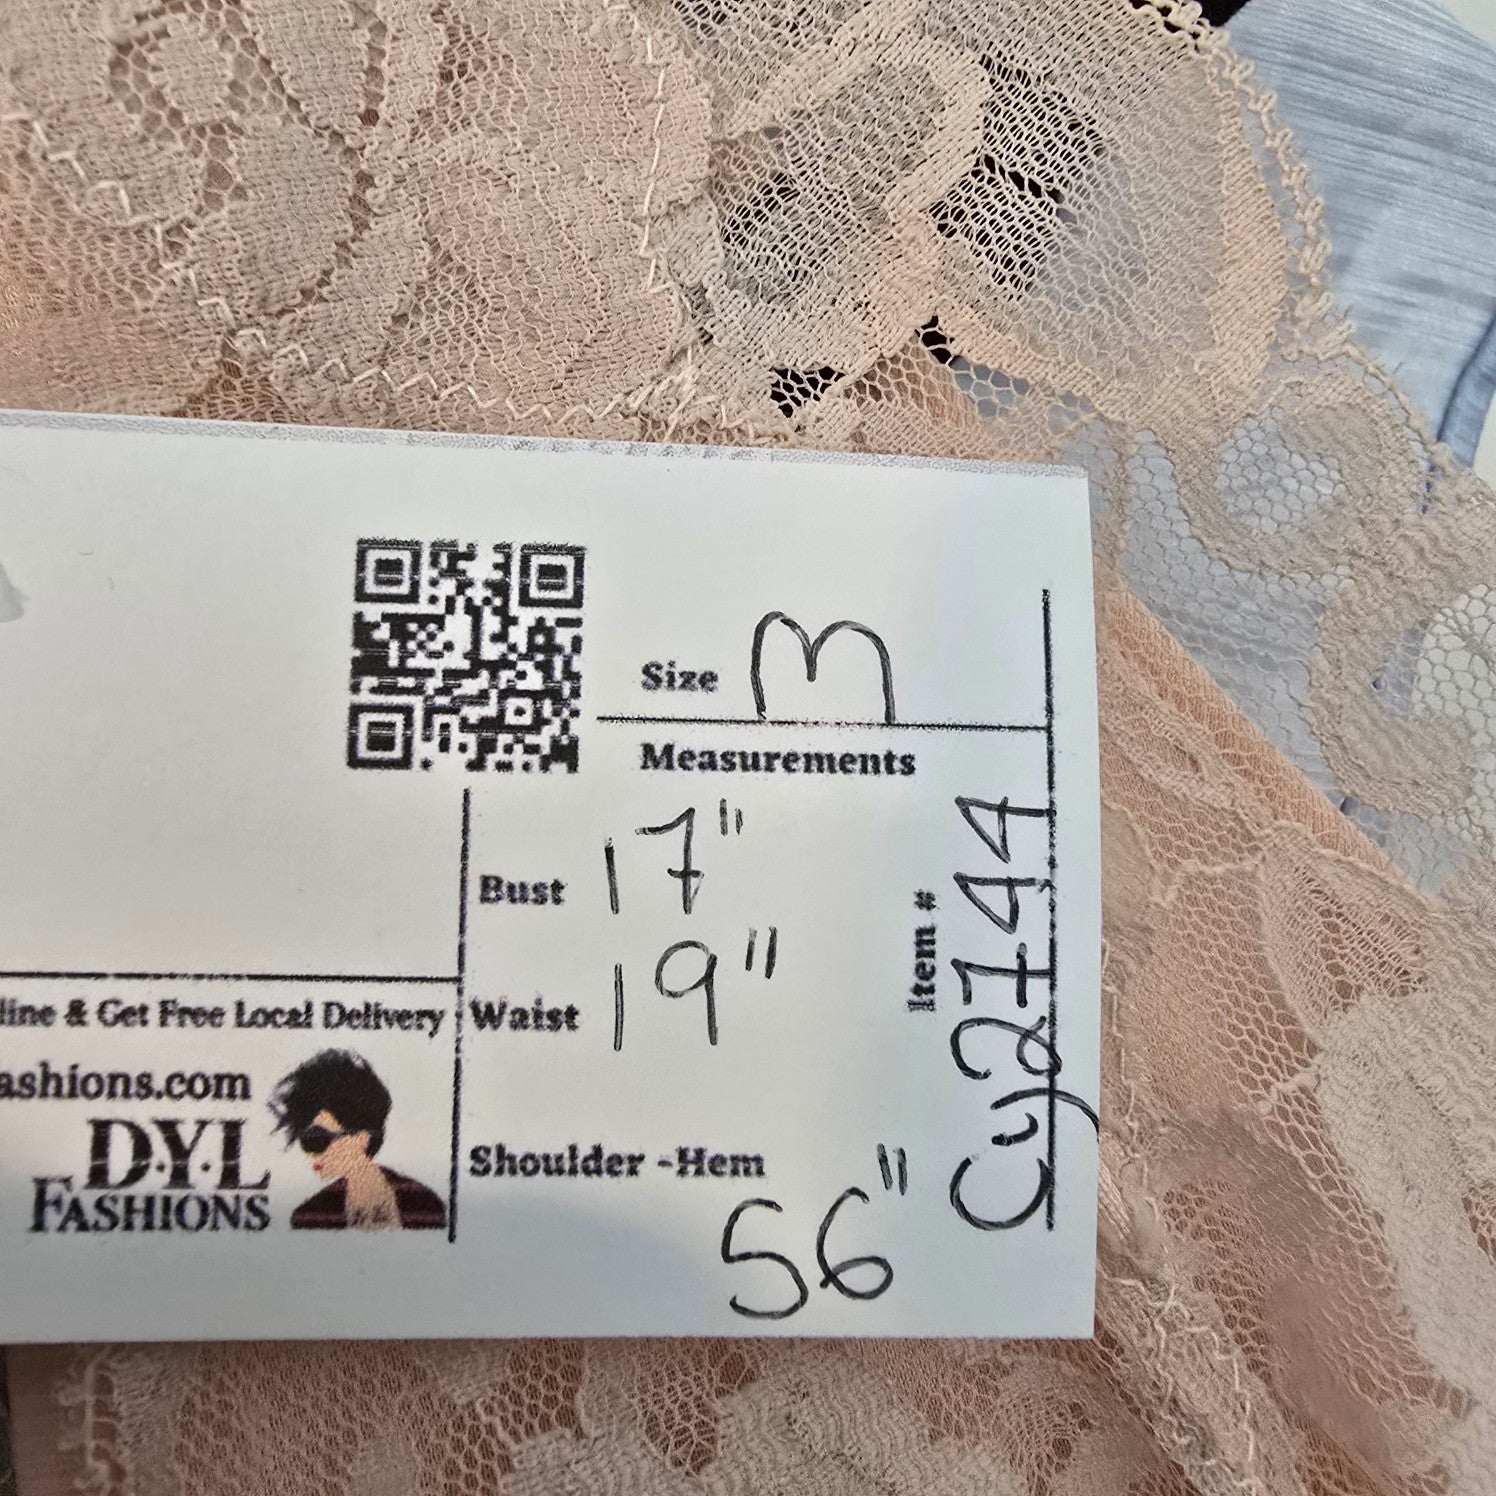 Size M
Measurements
Bust 17"
Waist 19"
Shoulder -Hem
56"
Item # Cy2744
line & Get Free Local Delivery
ashions.com
D·Y·L
FASHIONS